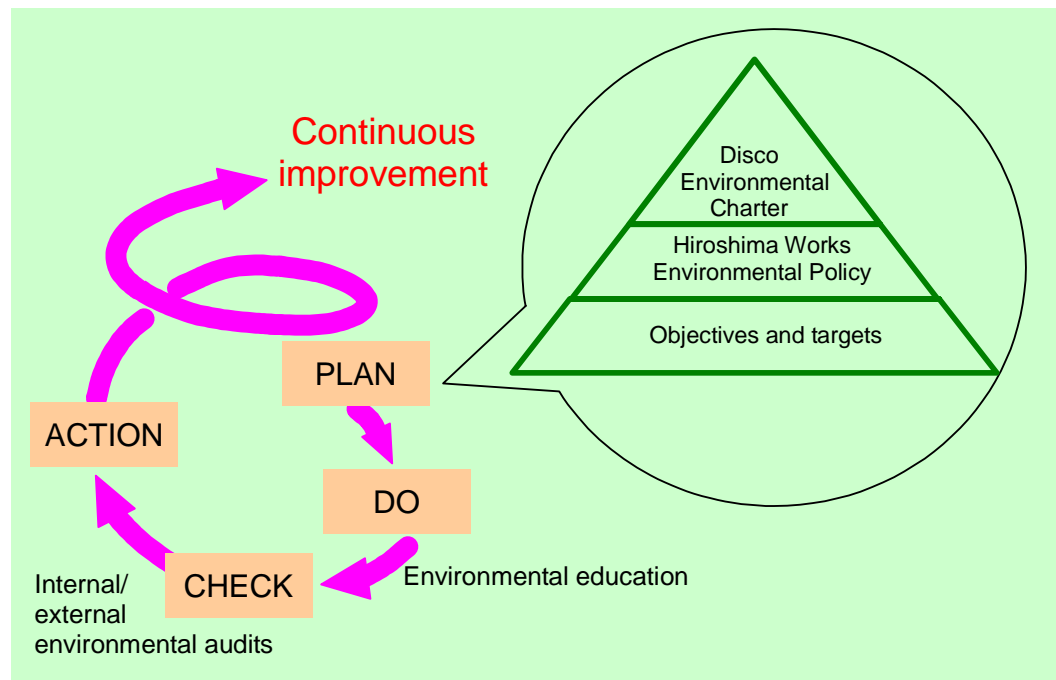 Continuous
improvement
Disco
Environmental
Charter
Hiroshima Works
Environmental Policy
Objectives and targets
PLAN
ACTION
DO
CHECK
Environmental education
Internal/
external
environmental audits